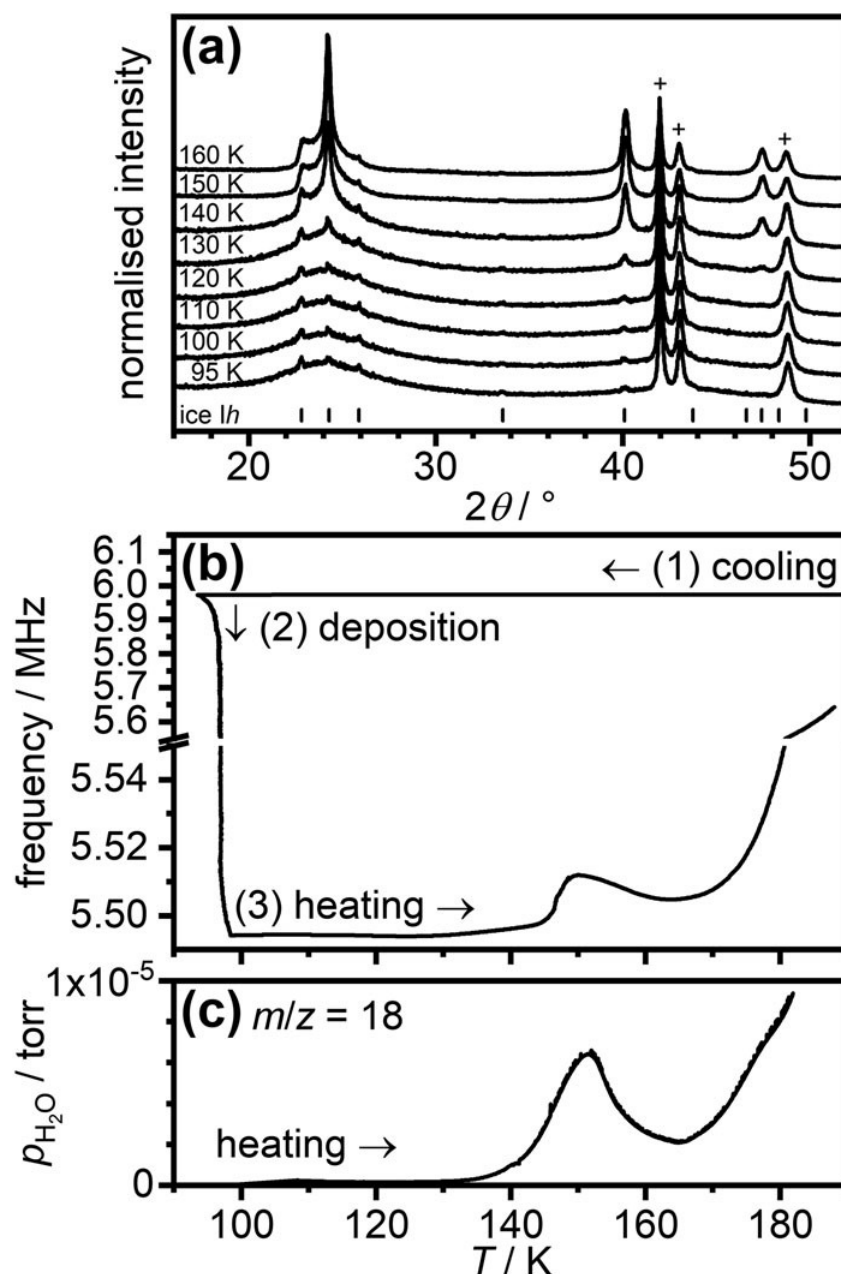 (a)
normalised intensity
+
+
+
160 K
150 K
140 K
130 K
120 K
110 K
100 K
95 K
ice Ih
20 30 40 50
2θ / °
(b)
← (1) cooling
↓ (2) deposition
(3) heating →
frequency / MHz
6.1
6.0
5.9
5.8
5.7
5.6
5.54
5.52
5.50
(c) m/z = 18
1x10⁻⁵
0
pH₂O / torr
heating →
100 120 140 160 180
T / K